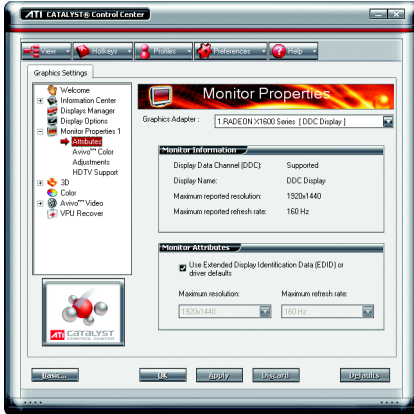 ATI CATALYST® Control Center
View
Hotkeys
Profiles
Preferences
Help
Graphics Settings
Welcome
Information Center
Displays Manager
Display Options
Monitor Properties 1
Attributes
Avivo™ Color
Adjustments
HDTV Support
3D
Color
Avivo™ Video
VPU Recover
ATI CATALYST
CONTROL CENTER
Monitor Properties
Graphics Adapter :
1.RADEON X1600 Series [ DDC Display ]
Monitor Information
Display Data Channel (DDC): Supported
Display Name: DDC Display
Maximum reported resolution: 1920x1440
Maximum reported refresh rate: 160 Hz
Monitor Attributes
Use Extended Display Identification Data (EDID) or
driver defaults
Maximum resolution: Maximum refresh rate:
1920x1440 160 Hz
Basic...
OK
Apply
Discard
Defaults